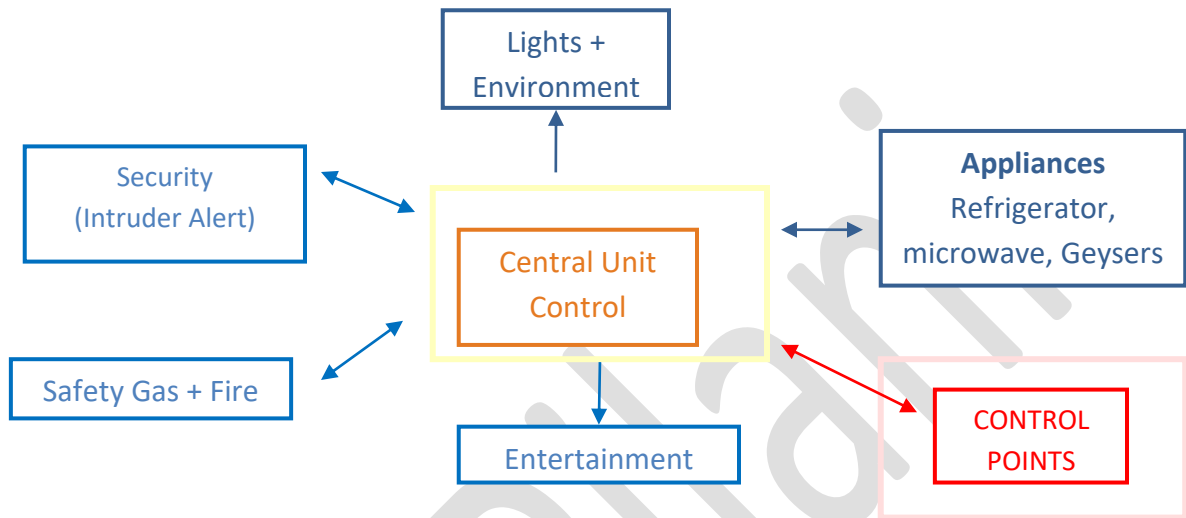 Lights +
Environment
Security
(Intruder Alert)
Appliances
Refrigerator,
microwave, Geysers
Central Unit
Control
Safety Gas + Fire
Entertainment
CONTROL
POINTS